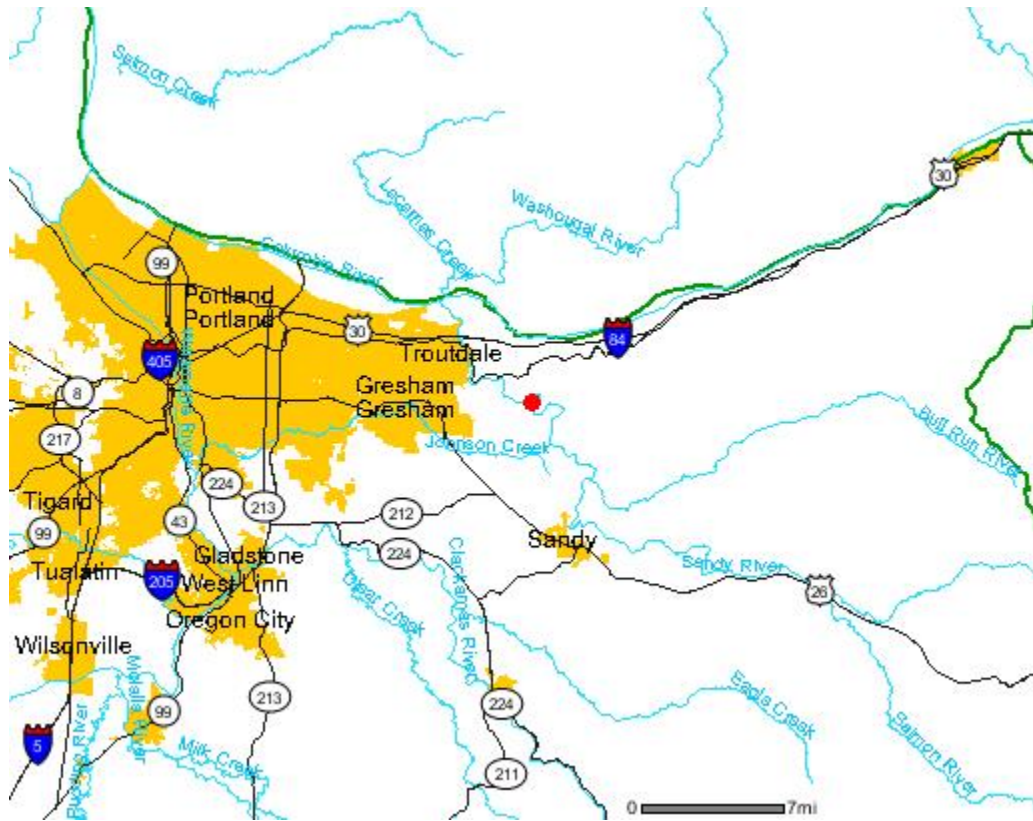 Salmon Creek
30
Lacamas Creek
Washougal River
99
Columbia River
Portland
Portland
30
84
405
Troutdale
Gresham
Gresham
8
Willamette River
217
Johnson Creek
Bull Run River
224
213
Tigard
43
212
99
Sandy
224
Gladstone
Clackamas River
Sandy River
Tualatin
205
West Linn
26
Clear Creek
Oregon City
Wilsonville
Molalla River
213
Eagle Creek
99
224
Salmon River
5
Pudding River
Milk Creek
211
0 7mi